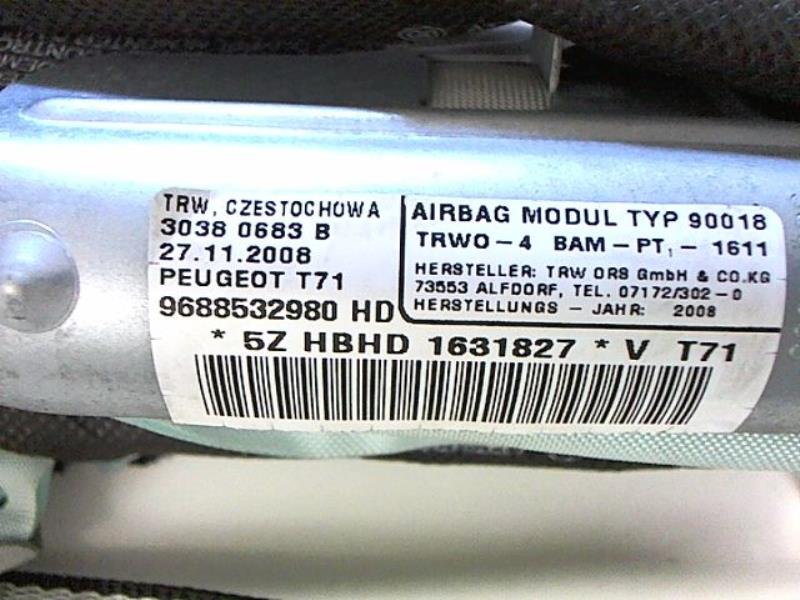 TRW, CZESTOCHOWA
3038 0683 B
27.11.2008
PEUGEOT T71
9688532980 HD
AIRBAG MODUL TYP 90018
TRWO-4 BAM-PT,-1611
HERSTELLER: TRW ORS GmbH & CO.KG
73553 ALFDORF, TEL. 07172/302-0
HERSTELLUNGS - JAHR: 2008
* 5Z HBHD 1631827 * V T71